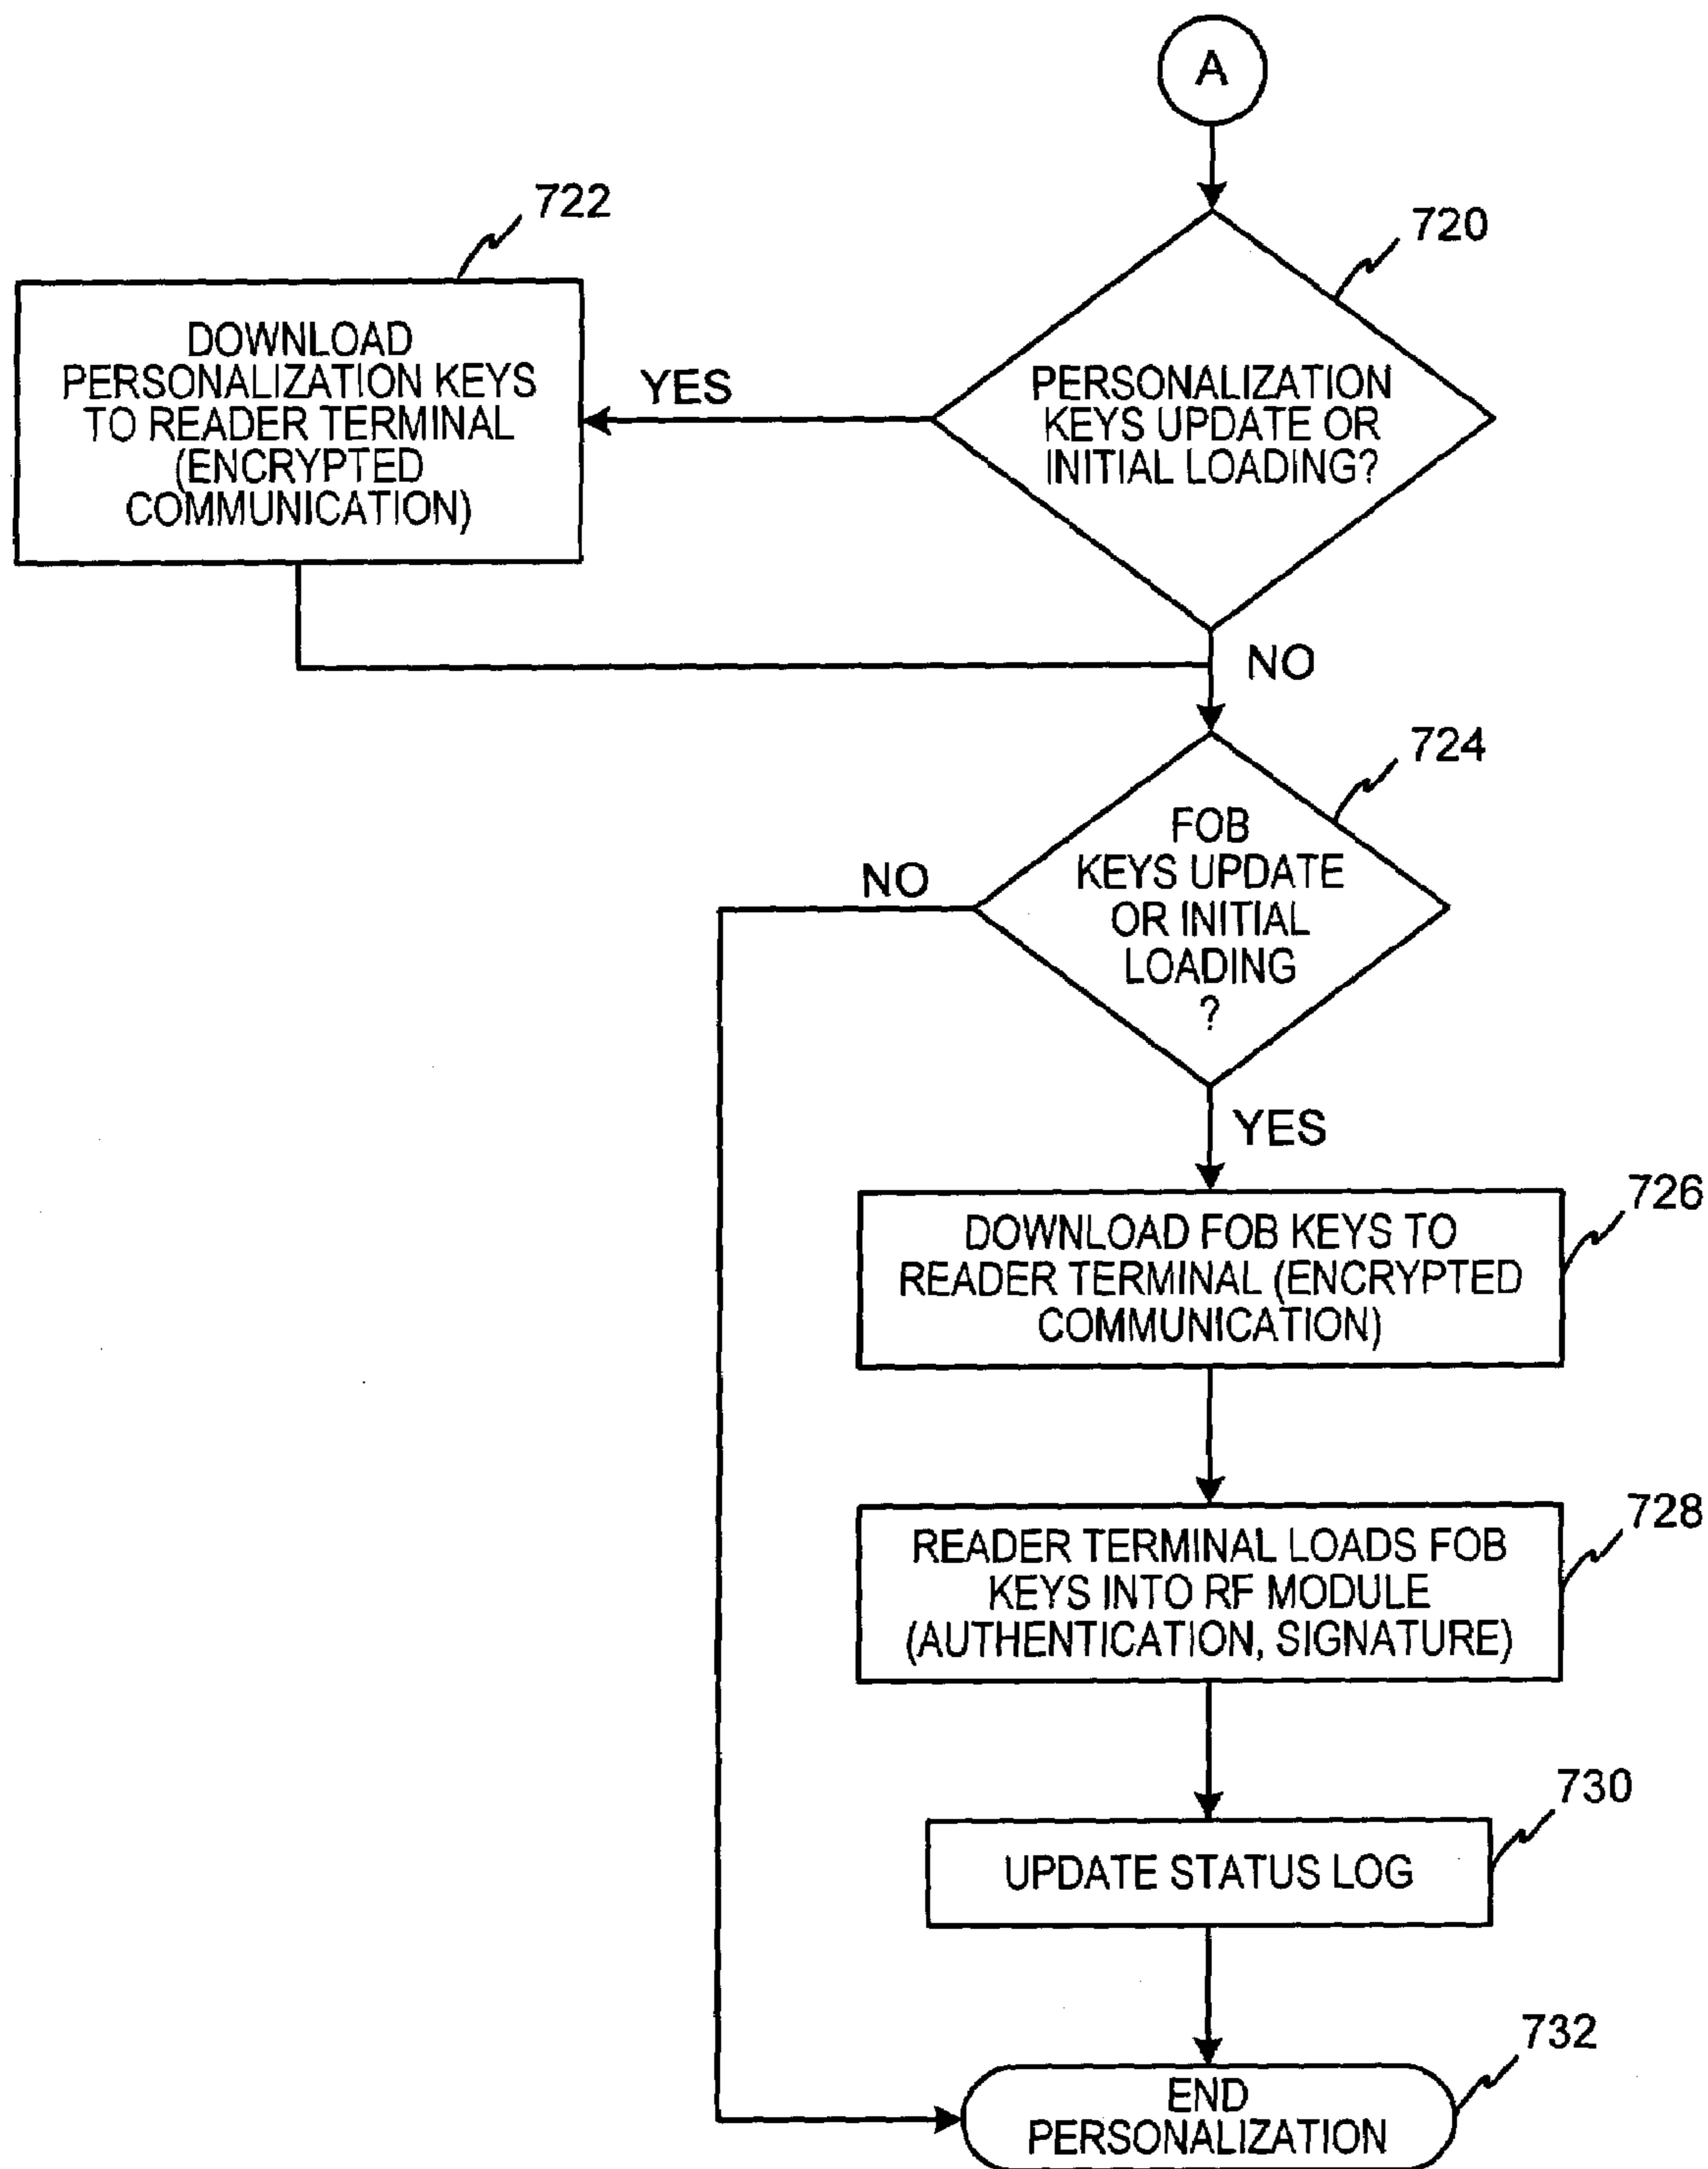 A
720
722
DOWNLOAD
PERSONALIZATION KEYS
TO READER TERMINAL
(ENCRYPTED
COMMUNICATION)
YES
PERSONALIZATION
KEYS UPDATE OR
INITIAL LOADING?
NO
724
FOB
KEYS UPDATE
OR INITIAL
LOADING
?
NO
YES
726
DOWNLOAD FOB KEYS TO
READER TERMINAL (ENCRYPTED
COMMUNICATION)
728
READER TERMINAL LOADS FOB
KEYS INTO RF MODULE
(AUTHENTICATION, SIGNATURE)
730
UPDATE STATUS LOG
732
END
PERSONALIZATION